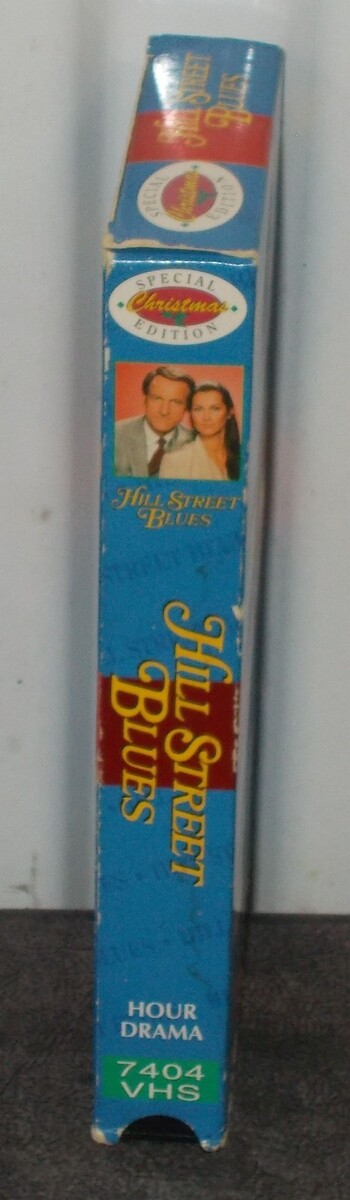 HILL STREET
BLUES
SPECIAL
Christmas
EDITION
SPECIAL
Christmas
EDITION
HILL STREET
BLUES
HILL STREET
BLUES
HOUR
DRAMA
7404
VHS